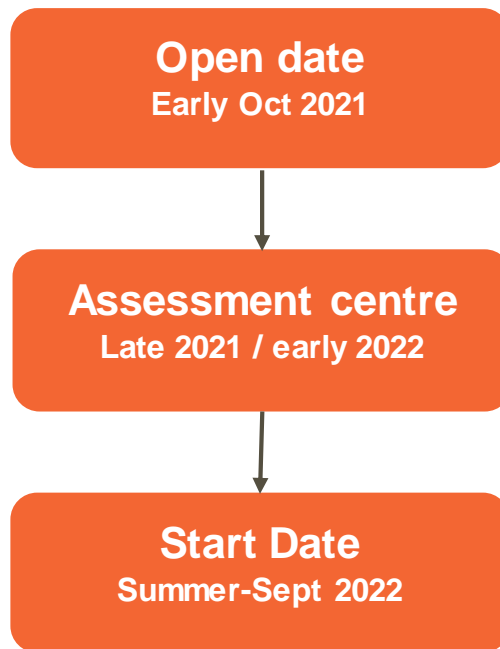 Open date
Early Oct 2021
Assessment centre
Late 2021 / early 2022
Start Date
Summer-Sept 2022